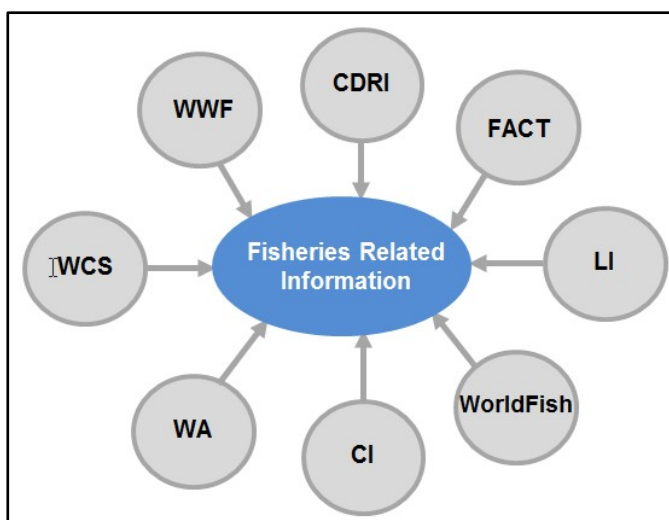 CDRI
WWF
FACT
Fisheries Related
Information
WCS
LI
WorldFish
WA
CI